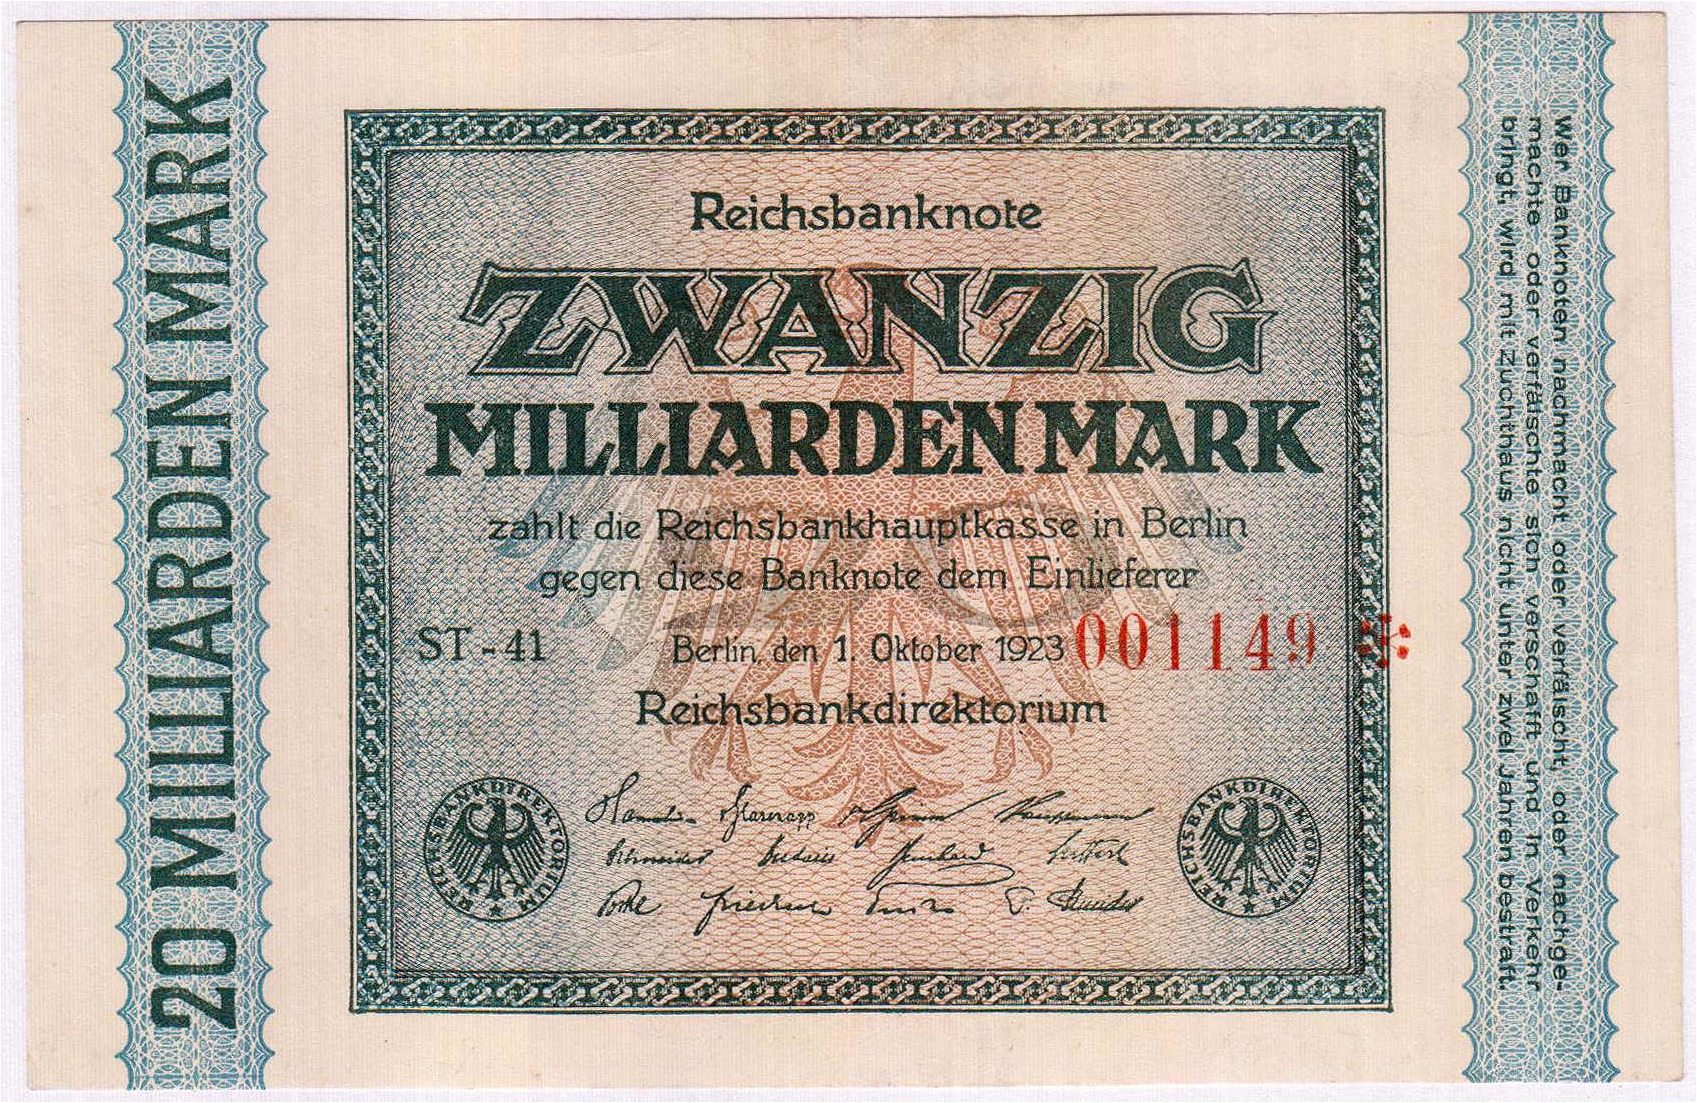 20 MILLIARDEN MARK
Reichsbanknote
ZWANZIG
MILLIARDEN MARK
zahlt die Reichsbankhauptkasse in Berlin
gegen diese Banknote dem Einlieferer
ST-41 Berlin, den 1. Oktober 1923 001149 *
Reichsbankdirektorium
REICHSBANKDIREKTORIUM
REICHSBANKDIREKTORIUM
Wer Banknoten nachmacht oder verfälscht, oder nachge-
machte oder verfälschte sich verschafft und in Verkehr
bringt, wird mit Zuchthaus nicht unter zwei Jahren bestraft.